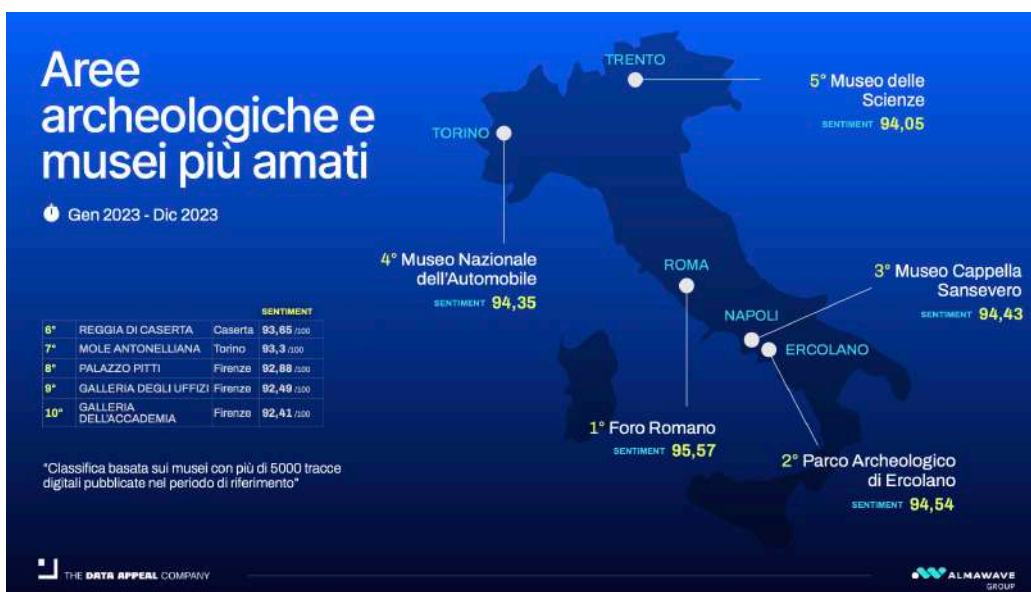 Aree
archeologiche e
musei più amati
Gen 2023 - Dic 2023
TRENTO
5° Museo delle
Scienze
SENTIMENT 94,05
TORINO
4° Museo Nazionale
dell'Automobile
SENTIMENT 94,35
ROMA
1° Foro Romano
SENTIMENT 95,57
NAPOLI
3° Museo Cappella
Sansevero
SENTIMENT 94,43
ERCOLANO
2° Parco Archeologico
di Ercolano
SENTIMENT 94,54
SENTIMENT
6° REGGIA DI CASERTA Caserta 93,65 /100
7° MOLE ANTONELLIANA Torino 93,3 /100
8° PALAZZO PITTI Firenze 92,88 /100
9° GALLERIA DEGLI UFFIZI Firenze 92,49 /100
10° GALLERIA
DELL'ACCADEMIA Firenze 92,41 /100
"Classifica basata sui musei con più di 5000 tracce
digitali pubblicate nel periodo di riferimento"
THE DATA APPEAL COMPANY
ALMAWAVE
GROUP